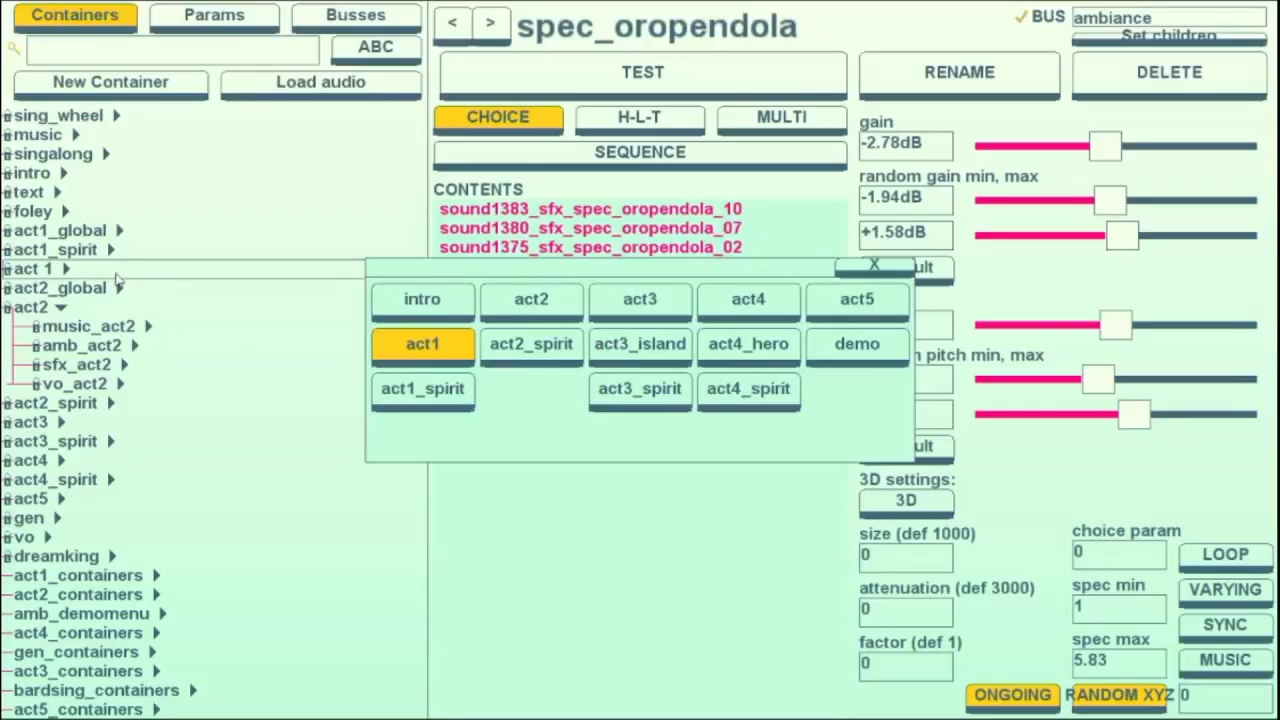 Containers
Params
Busses
ABC
New Container
Load audio
sing_wheel
music
singalong
intro
text
foley
act1_global
act1_spirit
act 1
act2_global
act2
music_act2
amb_act2
sfx_act2
vo_act2
act2_spirit
act3
act3_spirit
act4
act4_spirit
act5
gen
vo
dreamking
act1_containers
act2_containers
amb_demomenu
act4_containers
gen_containers
act3_containers
bardsing_containers
act5_containers
< > spec_oropendola
TEST
CHOICE H-L-T MULTI
SEQUENCE
CONTENTS
sound1383_sfx_spec_oropendola_10
sound1380_sfx_spec_oropendola_07
sound1375_sfx_spec_oropendola_02
X
intro act2 act3 act4 act5
act1 act2_spirit act3_island act4_hero demo
act1_spirit act3_spirit act4_spirit
BUS ambiance
Set children
RENAME DELETE
gain
-2.78dB
random gain min, max
-1.94dB
+1.58dB
ult
pitch min, max
ult
3D settings:
3D
size (def 1000)
0
attenuation (def 3000)
0
factor (def 1)
0
choice param
0
spec min
1
spec max
5.83
LOOP
VARYING
SYNC
MUSIC
ONGOING RANDOM XYZ 0